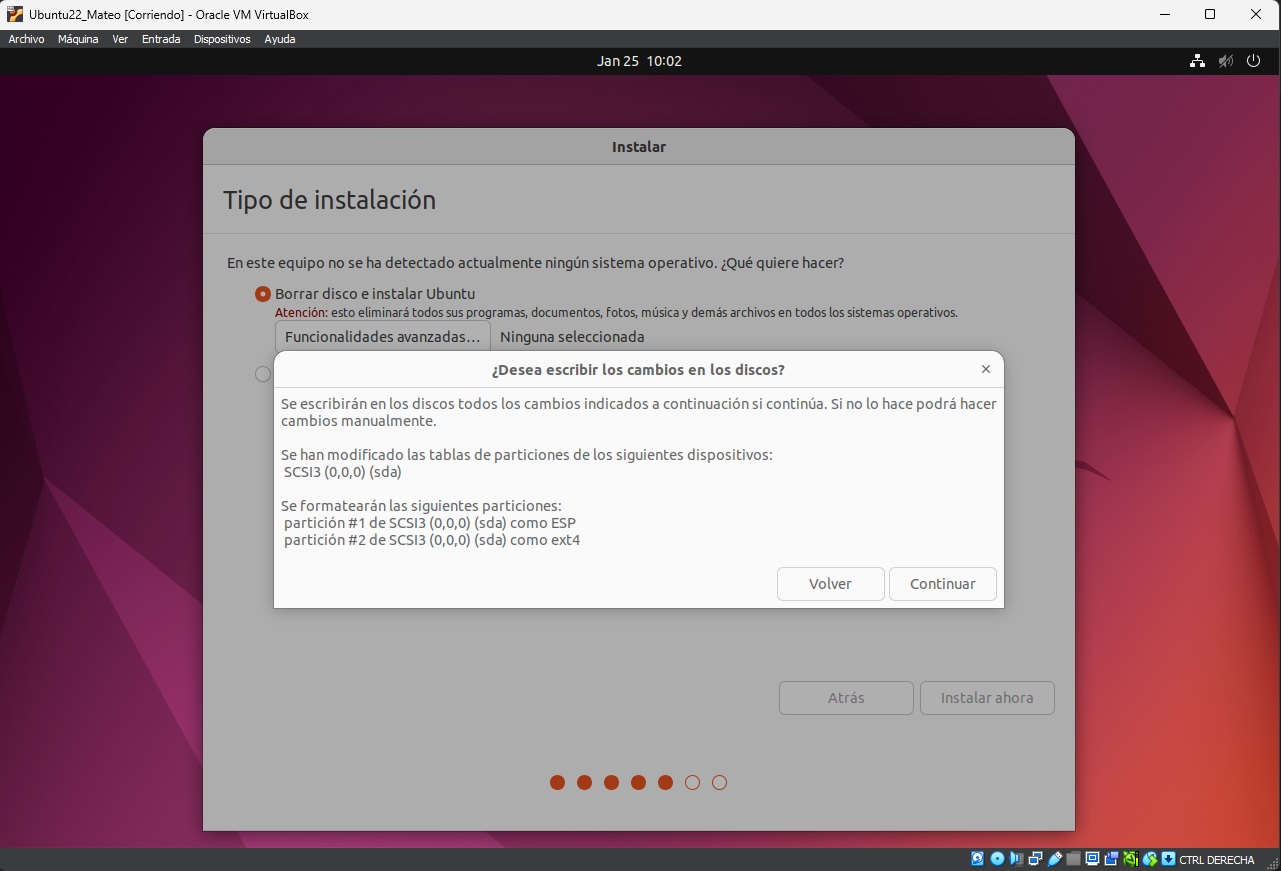 Ubuntu22_Mateo [Corriendo] - Oracle VM VirtualBox
Archivo Máquina Ver Entrada Dispositivos Ayuda
Jan 25 10:02
Instalar
Tipo de instalación
En este equipo no se ha detectado actualmente ningún sistema operativo. ¿Qué quiere hacer?
Borrar disco e instalar Ubuntu
Atención: esto eliminará todos sus programas, documentos, fotos, música y demás archivos en todos los sistemas operativos.
Funcionalidades avanzadas... Ninguna seleccionada
¿Desea escribir los cambios en los discos?
Se escribirán en los discos todos los cambios indicados a continuación si continúa. Si no lo hace podrá hacer
cambios manualmente.
Se han modificado las tablas de particiones de los siguientes dispositivos:
SCSI3 (0,0,0) (sda)
Se formatearán las siguientes particiones:
partición #1 de SCSI3 (0,0,0) (sda) como ESP
partición #2 de SCSI3 (0,0,0) (sda) como ext4
Volver Continuar
Atrás Instalar ahora
CTRL DERECHA